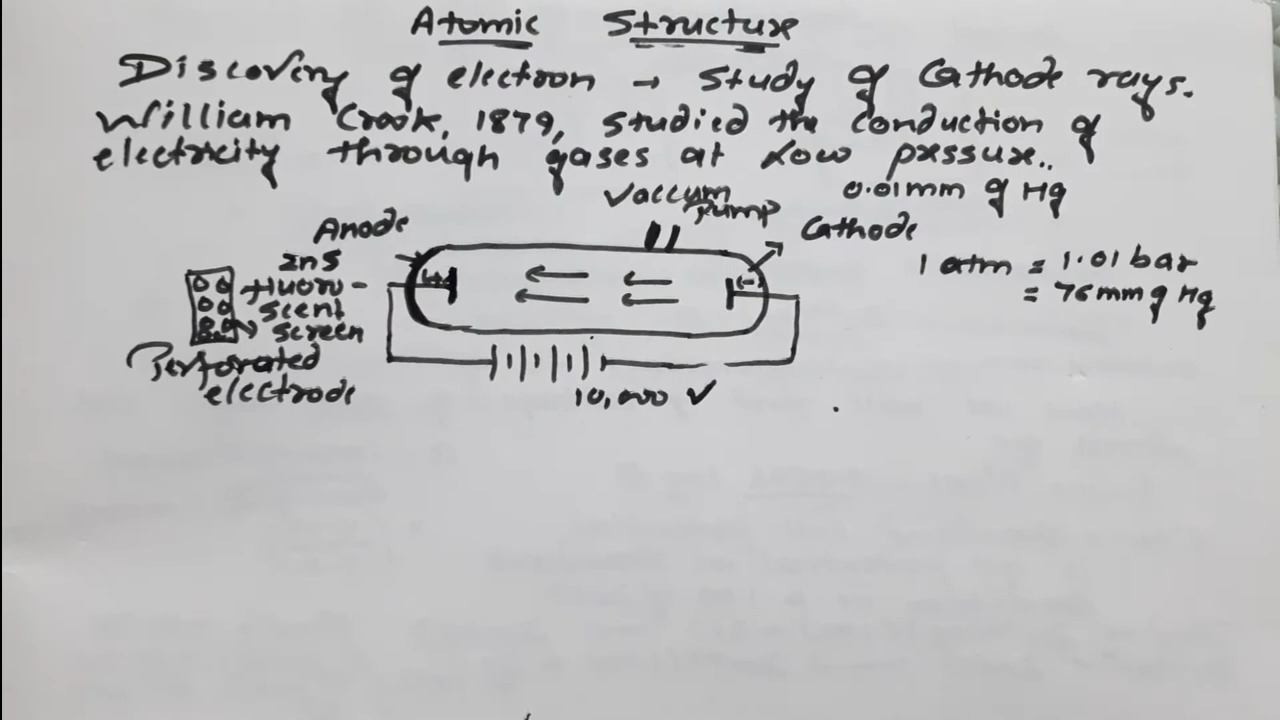 Atomic Structure
Discovery of electron → Study of Cathode rays.
William Crook, 1879, studied the conduction of
electricity through gases at low pressure..
0.01mm of Hg
Vaccum
Pump
Anode
Cathode
ZnS
Fluoro-
scent
screen
(+)
(-)
1 atm = 1.01 bar
= 76 mm of Hg
Perforated
electrode
10,000 V